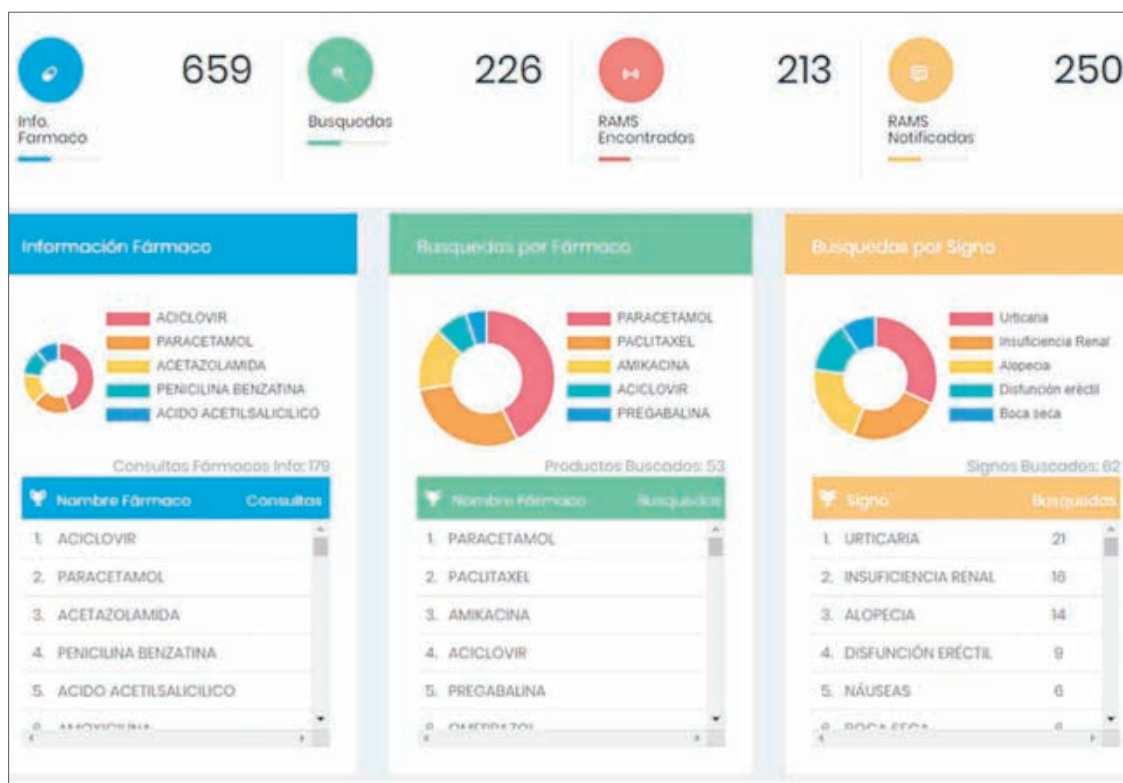 659
Info.
Farmaco
226
Busquedas
213
RAMS
Encontradas
250
RAMS
Notificadas
Información Fármaco
ACICLOVIR
PARACETAMOL
ACETAZOLAMIDA
PENICILINA BENZATINA
ACIDO ACETILSALICILICO
Consultas Fármacos Info: 179
Nombre Fármaco Consultas
1. ACICLOVIR
2. PARACETAMOL
3. ACETAZOLAMIDA
4. PENICILINA BENZATINA
5. ACIDO ACETILSALICILICO
Busquedas por Fármaco
PARACETAMOL
PACLITAXEL
AMIKACINA
ACICLOVIR
PREGABALINA
Productos Buscados: 53
Nombre Fármaco Busquedas
1. PARACETAMOL
2. PACLITAXEL
3. AMIKACINA
4. ACICLOVIR
5. PREGABALINA
Busquedas por Signo
Urticaria
Insuficiencia Renal
Alopecia
Disfunción eréctil
Boca seca
Signos Buscados: 62
Signo Busquedas
1. URTICARIA 21
2. INSUFICIENCIA RENAL 16
3. ALOPECIA 14
4. DISFUNCIÓN ERÉCTIL 9
5. NÁUSEAS 6